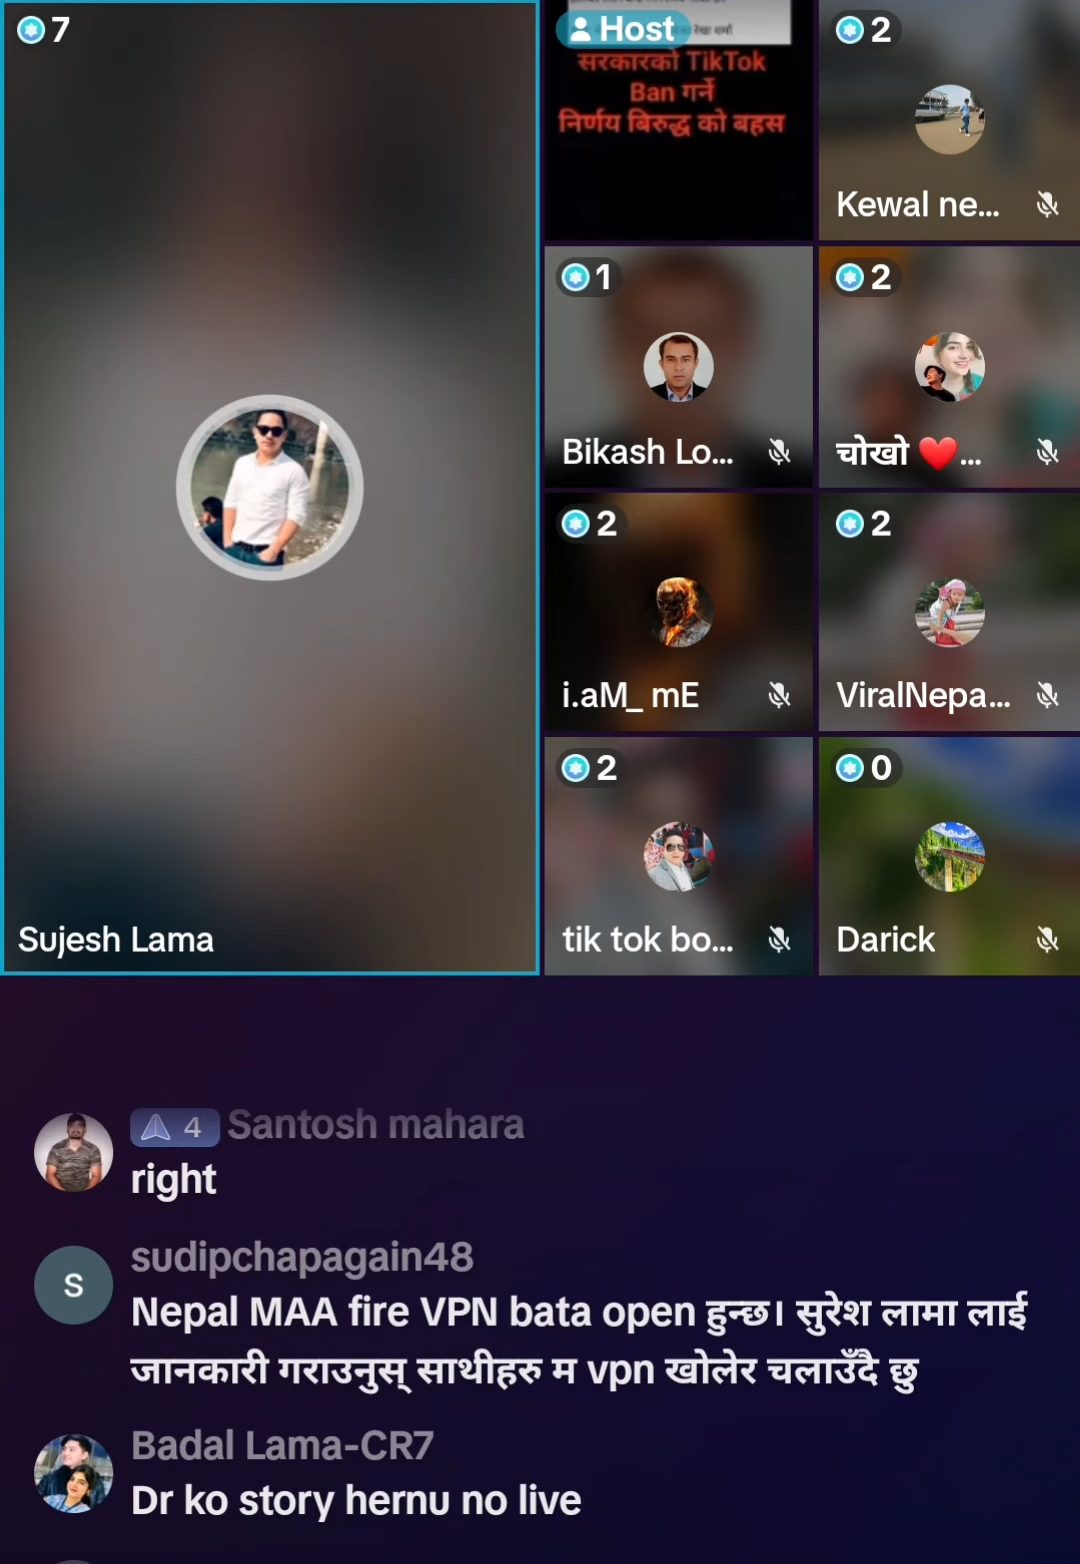 7
Host
रेखा शर्मा
सरकारको TikTok
Ban गर्ने
निर्णय बिरुद्ध को बहस
2
Kewal ne...
1
Bikash Lo...
2
चोखो ❤️...
2
i.aM_ mE
2
ViralNepa...
2
tik tok bo...
0
Darick
Sujesh Lama
4 Santosh mahara
right
S
sudipchapagain48
Nepal MAA fire VPN bata open हुन्छ। सुरेश लामा लाई
जानकारी गराउनुस् साथीहरु म vpn खोलेर चलाउँदै छु
Badal Lama-CR7
Dr ko story hernu no live